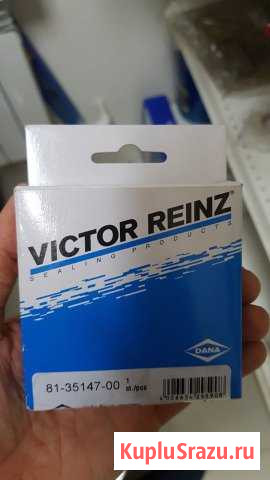 VICTOR REINZ®
SEALING PRODUCTS
DANA
81-35147-00
1
st./pcs
KupluSrazu.ru